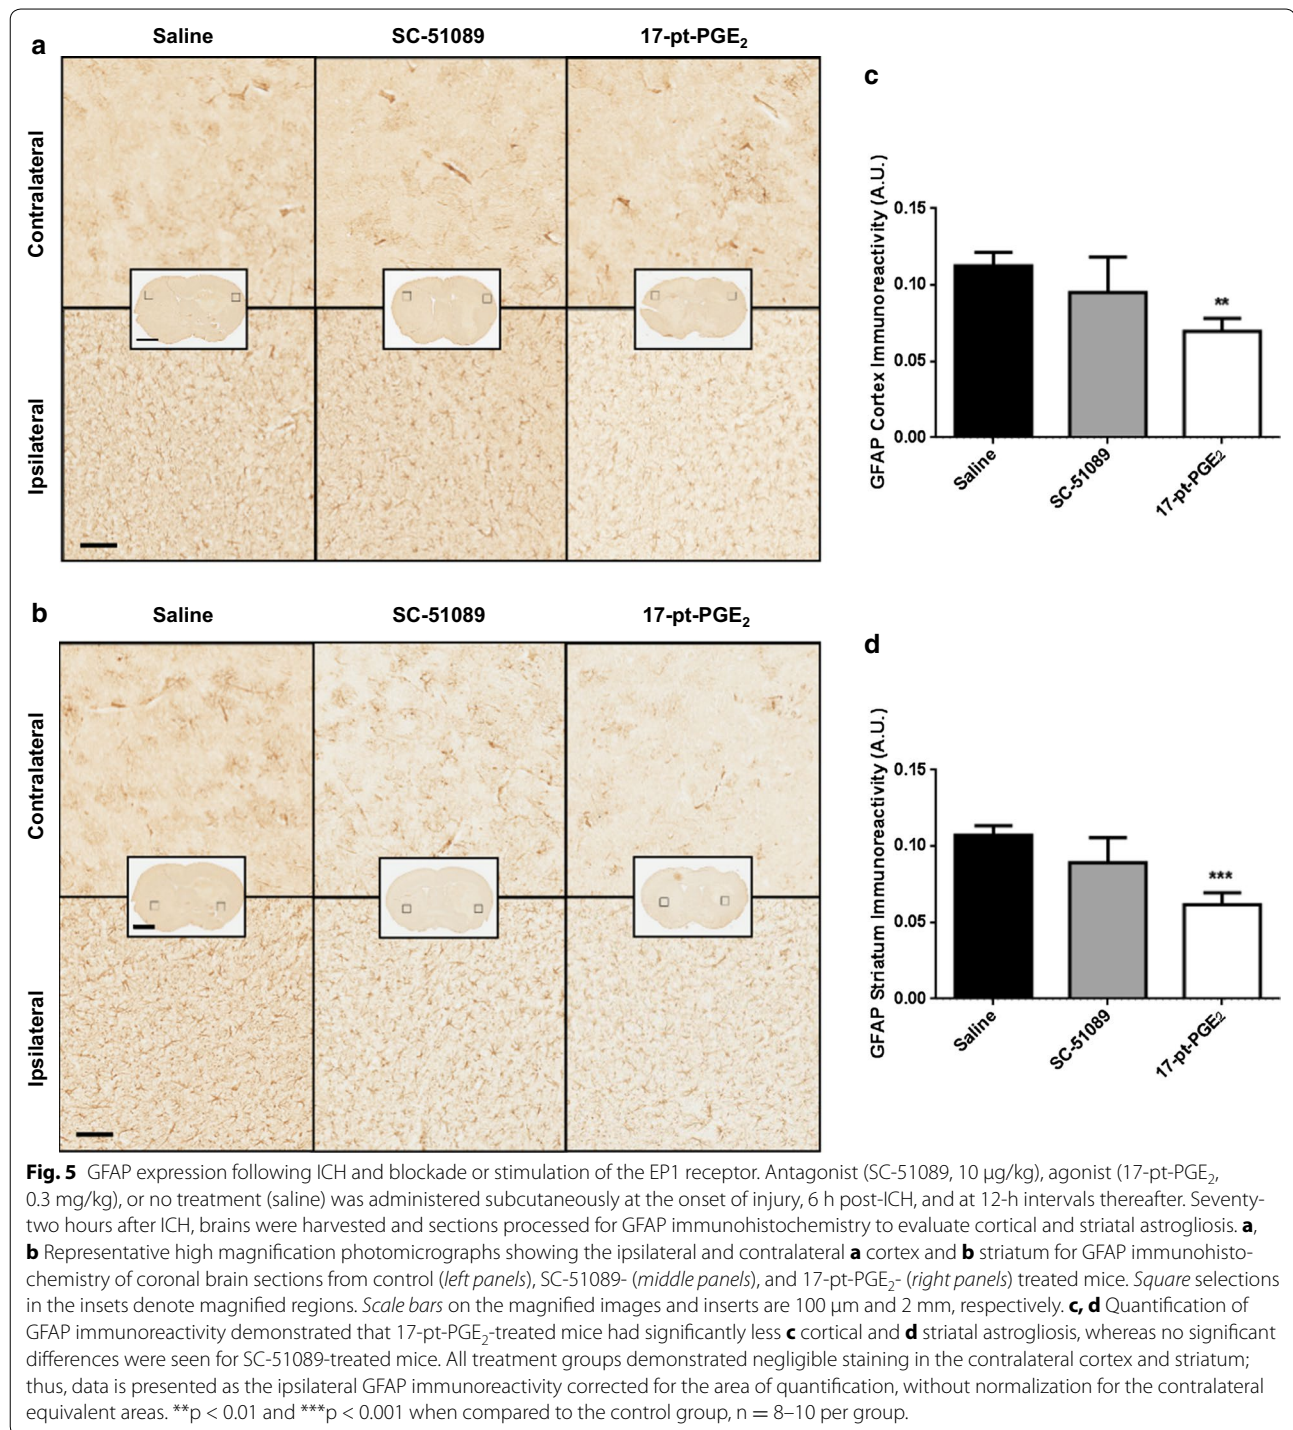 a
Saline SC-51089 17-pt-PGE₂
Contralateral
Ipsilateral
c
GFAP Cortex Immunoreactivity (A.U.)
0.15
0.10
0.05
0.00
**
Saline
SC-51089
17-pt-PGE₂
b
Saline SC-51089 17-pt-PGE₂
Contralateral
Ipsilateral
d
GFAP Striatum Immunoreactivity (A.U.)
0.15
0.10
0.05
0.00
***
Saline
SC-51089
17-pt-PGE₂
Fig. 5 GFAP expression following ICH and blockade or stimulation of the EP1 receptor. Antagonist (SC-51089, 10 µg/kg), agonist (17-pt-PGE₂,
0.3 mg/kg), or no treatment (saline) was administered subcutaneously at the onset of injury, 6 h post-ICH, and at 12-h intervals thereafter. Seventy-
two hours after ICH, brains were harvested and sections processed for GFAP immunohistochemistry to evaluate cortical and striatal astrogliosis. a,
b Representative high magnification photomicrographs showing the ipsilateral and contralateral a cortex and b striatum for GFAP immunohisto-
chemistry of coronal brain sections from control (left panels), SC-51089- (middle panels), and 17-pt-PGE₂- (right panels) treated mice. Square selections
in the insets denote magnified regions. Scale bars on the magnified images and inserts are 100 µm and 2 mm, respectively. c, d Quantification of
GFAP immunoreactivity demonstrated that 17-pt-PGE₂-treated mice had significantly less c cortical and d striatal astrogliosis, whereas no significant
differences were seen for SC-51089-treated mice. All treatment groups demonstrated negligible staining in the contralateral cortex and striatum;
thus, data is presented as the ipsilateral GFAP immunoreactivity corrected for the area of quantification, without normalization for the contralateral
equivalent areas. **p < 0.01 and ***p < 0.001 when compared to the control group, n = 8–10 per group.